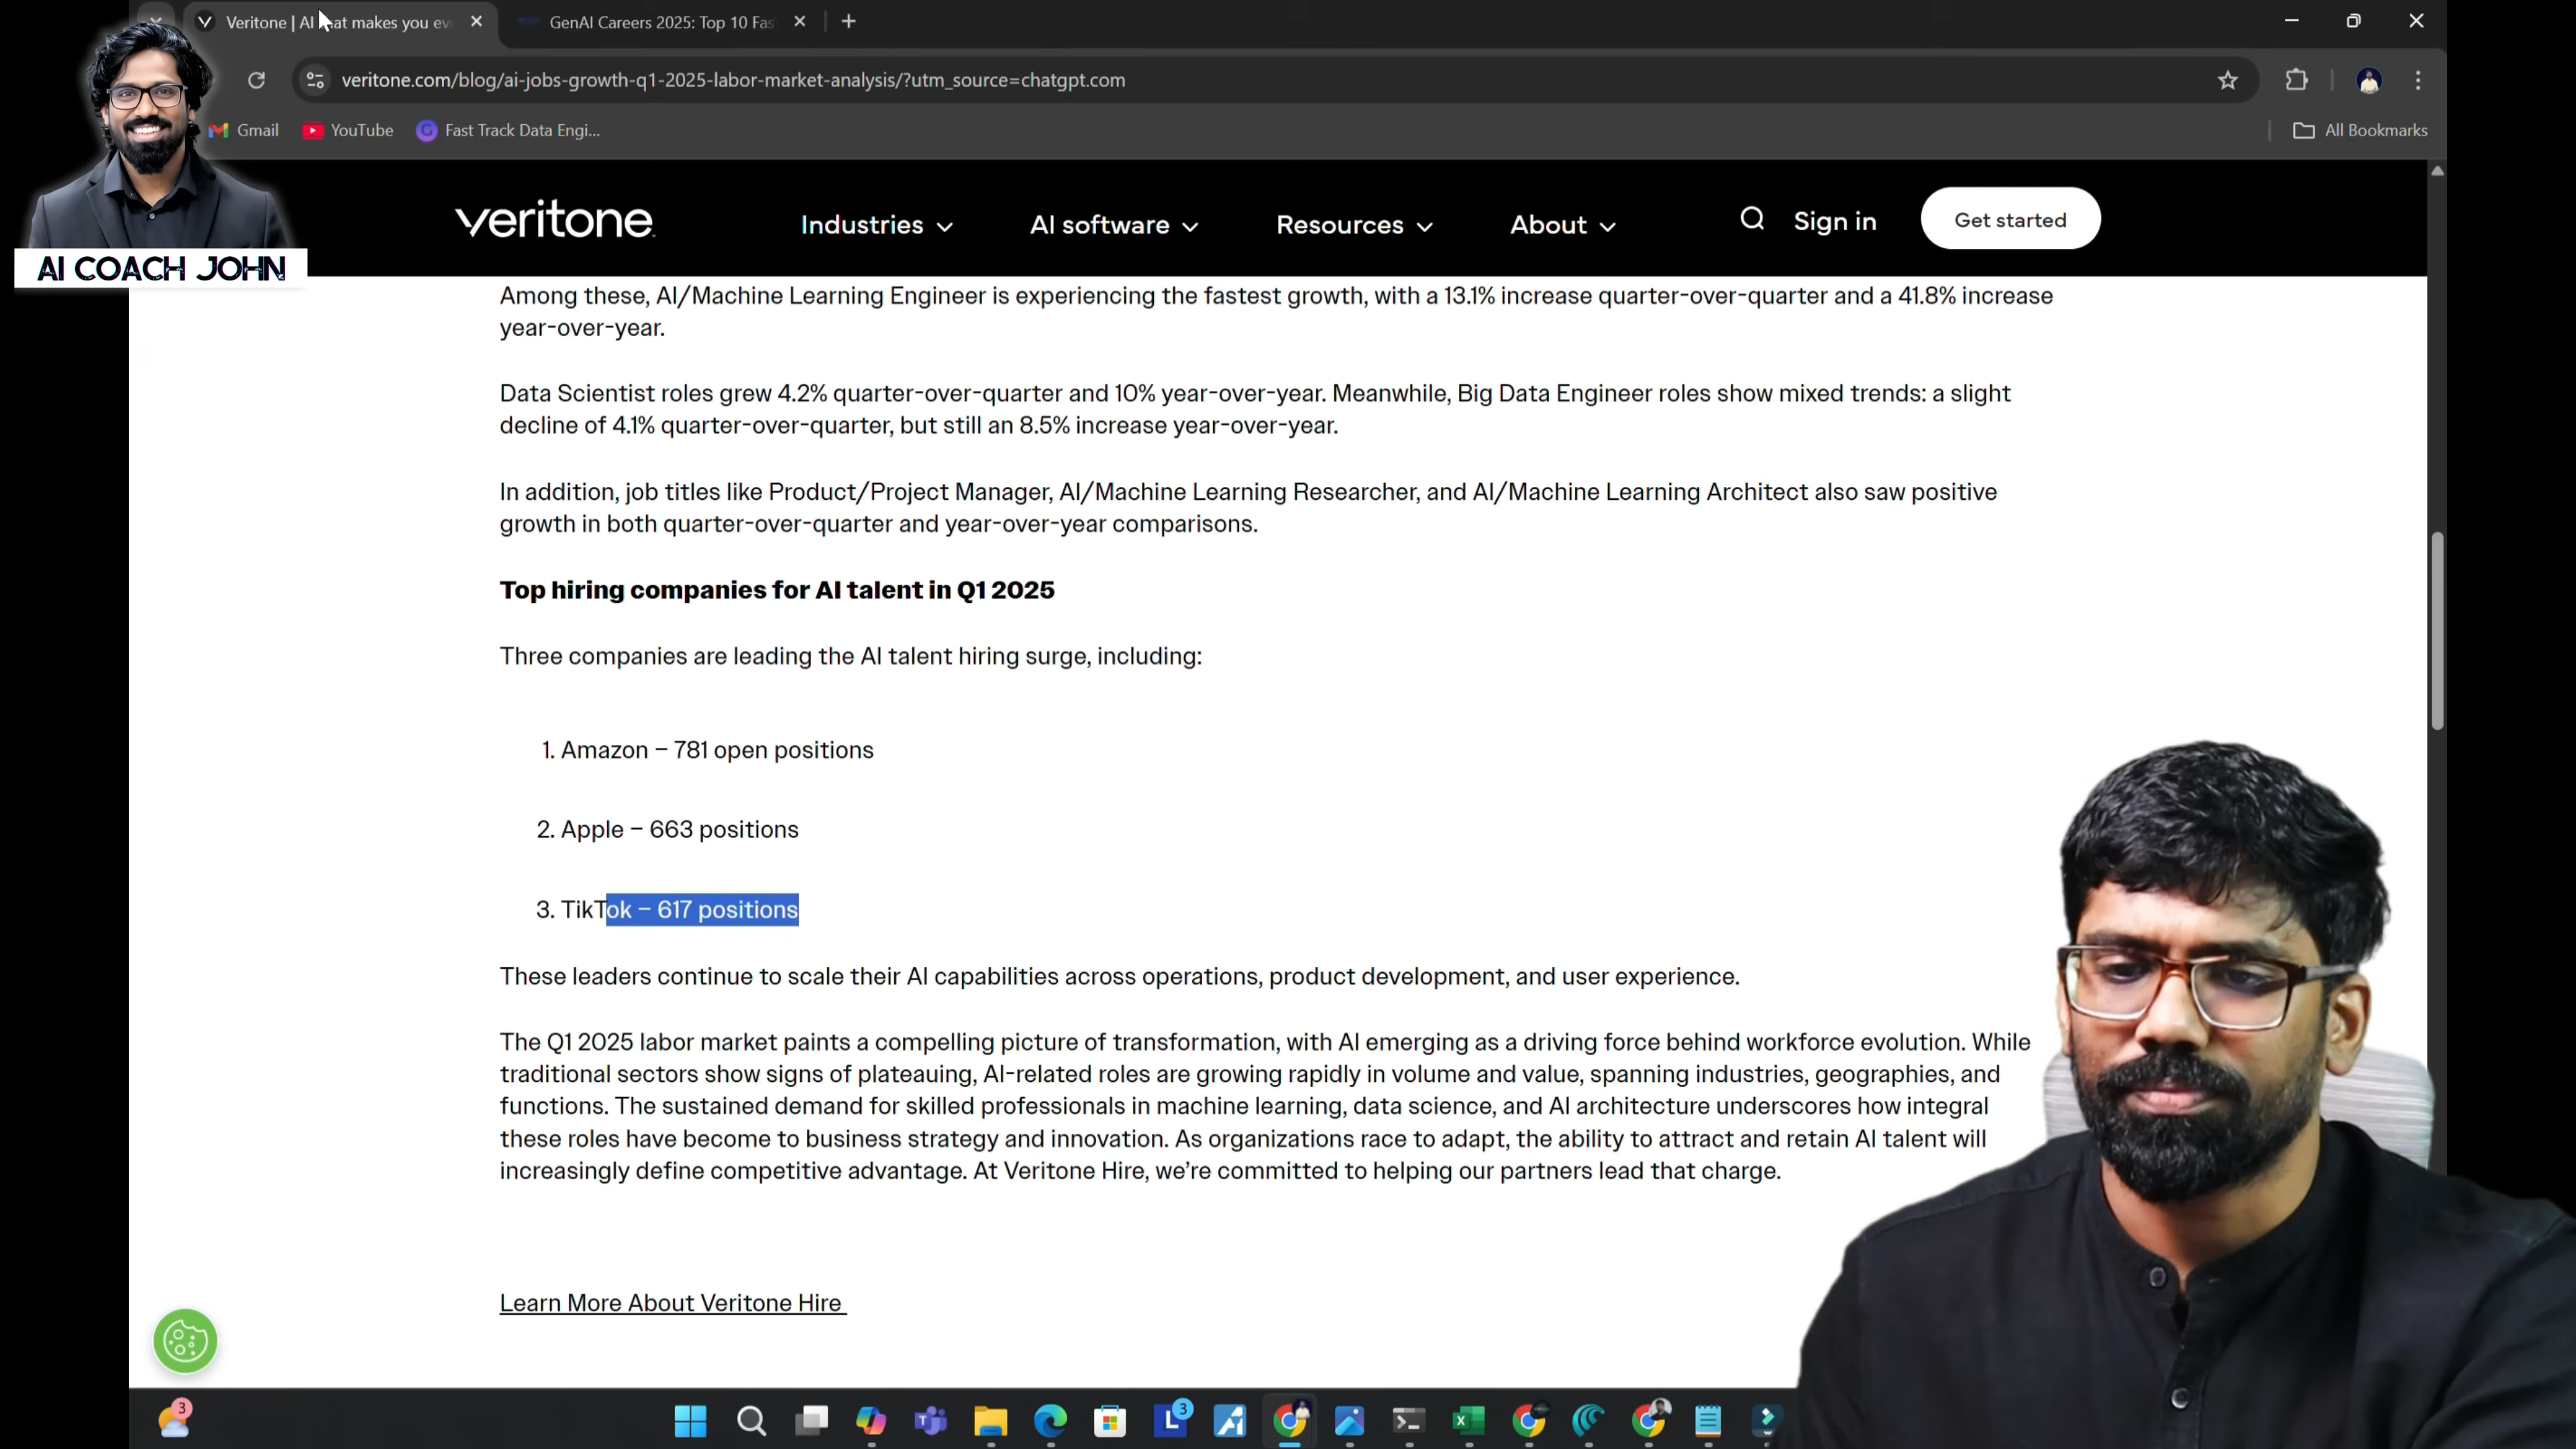 Veritone | AI that makes you eve
GenAI Careers 2025: Top 10 Fas
veritone.com/blog/ai-jobs-growth-q1-2025-labor-market-analysis/?utm_source=chatgpt.com
Gmail
YouTube
Fast Track Data Engi...
All Bookmarks
AI COACH JOHN
veritone
Industries
AI software
Resources
About
Sign in
Get started
Among these, AI/Machine Learning Engineer is experiencing the fastest growth, with a 13.1% increase quarter-over-quarter and a 41.8% increase
year-over-year.
Data Scientist roles grew 4.2% quarter-over-quarter and 10% year-over-year. Meanwhile, Big Data Engineer roles show mixed trends: a slight
decline of 4.1% quarter-over-quarter, but still an 8.5% increase year-over-year.
In addition, job titles like Product/Project Manager, AI/Machine Learning Researcher, and AI/Machine Learning Architect also saw positive
growth in both quarter-over-quarter and year-over-year comparisons.
Top hiring companies for AI talent in Q1 2025
Three companies are leading the AI talent hiring surge, including:
1. Amazon – 781 open positions
2. Apple – 663 positions
3. TikTok – 617 positions
These leaders continue to scale their AI capabilities across operations, product development, and user experience.
The Q1 2025 labor market paints a compelling picture of transformation, with AI emerging as a driving force behind workforce evolution. While
traditional sectors show signs of plateauing, AI-related roles are growing rapidly in volume and value, spanning industries, geographies, and
functions. The sustained demand for skilled professionals in machine learning, data science, and AI architecture underscores how integral
these roles have become to business strategy and innovation. As organizations race to adapt, the ability to attract and retain AI talent will
increasingly define competitive advantage. At Veritone Hire, we're committed to helping our partners lead that charge.
Learn More About Veritone Hire
3
3